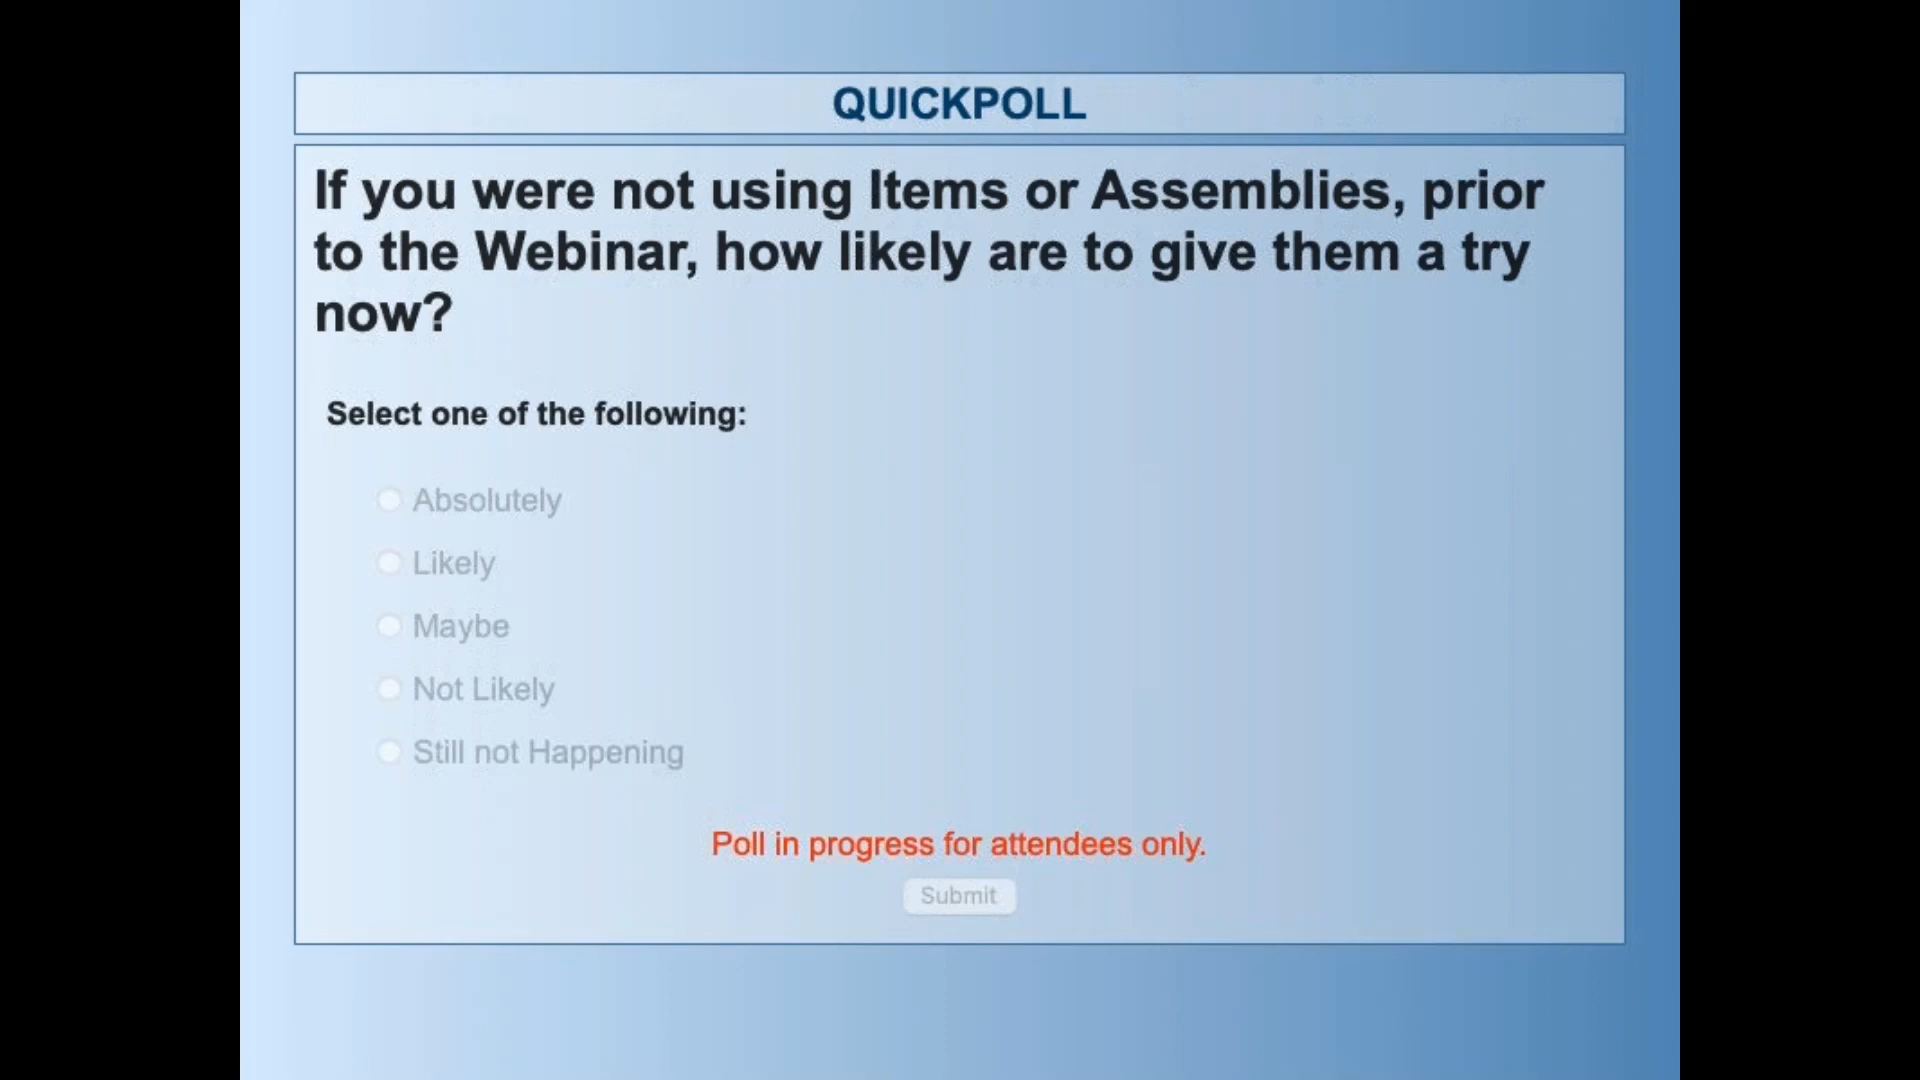 QUICKPOLL
If you were not using Items or Assemblies, prior
to the Webinar, how likely are to give them a try
now?
Select one of the following:
Absolutely
Likely
Maybe
Not Likely
Still not Happening
Poll in progress for attendees only.
Submit